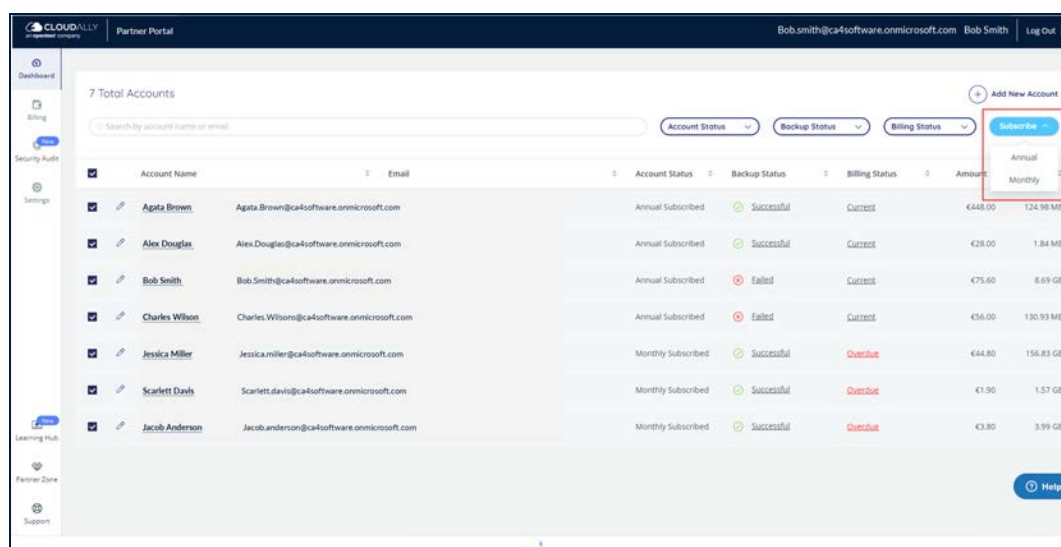 CLOUDALLY
an opentext company
Partner Portal
Bob.smith@ca4software.onmicrosoft.com Bob Smith Log Out
Dashboard
Billing
New
Security Audit
Settings
New
Learning Hub
Partner Zone
Support
7 Total Accounts
Add New Account
Search by account name or email
Account Status
Backup Status
Billing Status
Subscribe
Annual
Monthly
Account Name Email Account Status Backup Status Billing Status Amount
Agata Brown Agata.Brown@ca4software.onmicrosoft.com Annual Subscribed Successful Current €448.00 124.98 MB
Alex Douglas Alex.Douglas@ca4software.onmicrosoft.com Annual Subscribed Successful Current €28.00 1.84 MB
Bob Smith Bob.Smith@ca4software.onmicrosoft.com Annual Subscribed Failed Current €75.60 8.69 GB
Charles Wilson Charles.Wilsons@ca4software.onmicrosoft.com Annual Subscribed Failed Current €56.00 130.93 MB
Jessica Miller Jessica.miller@ca4software.onmicrosoft.com Monthly Subscribed Successful Overdue €44.80 156.83 GB
Scarlett Davis Scarlett.davis@ca4software.onmicrosoft.com Monthly Subscribed Successful Overdue €1.90 1.57 GB
Jacob Anderson Jacob.anderson@ca4software.onmicrosoft.com Monthly Subscribed Successful Overdue €3.80 3.99 GB
Help